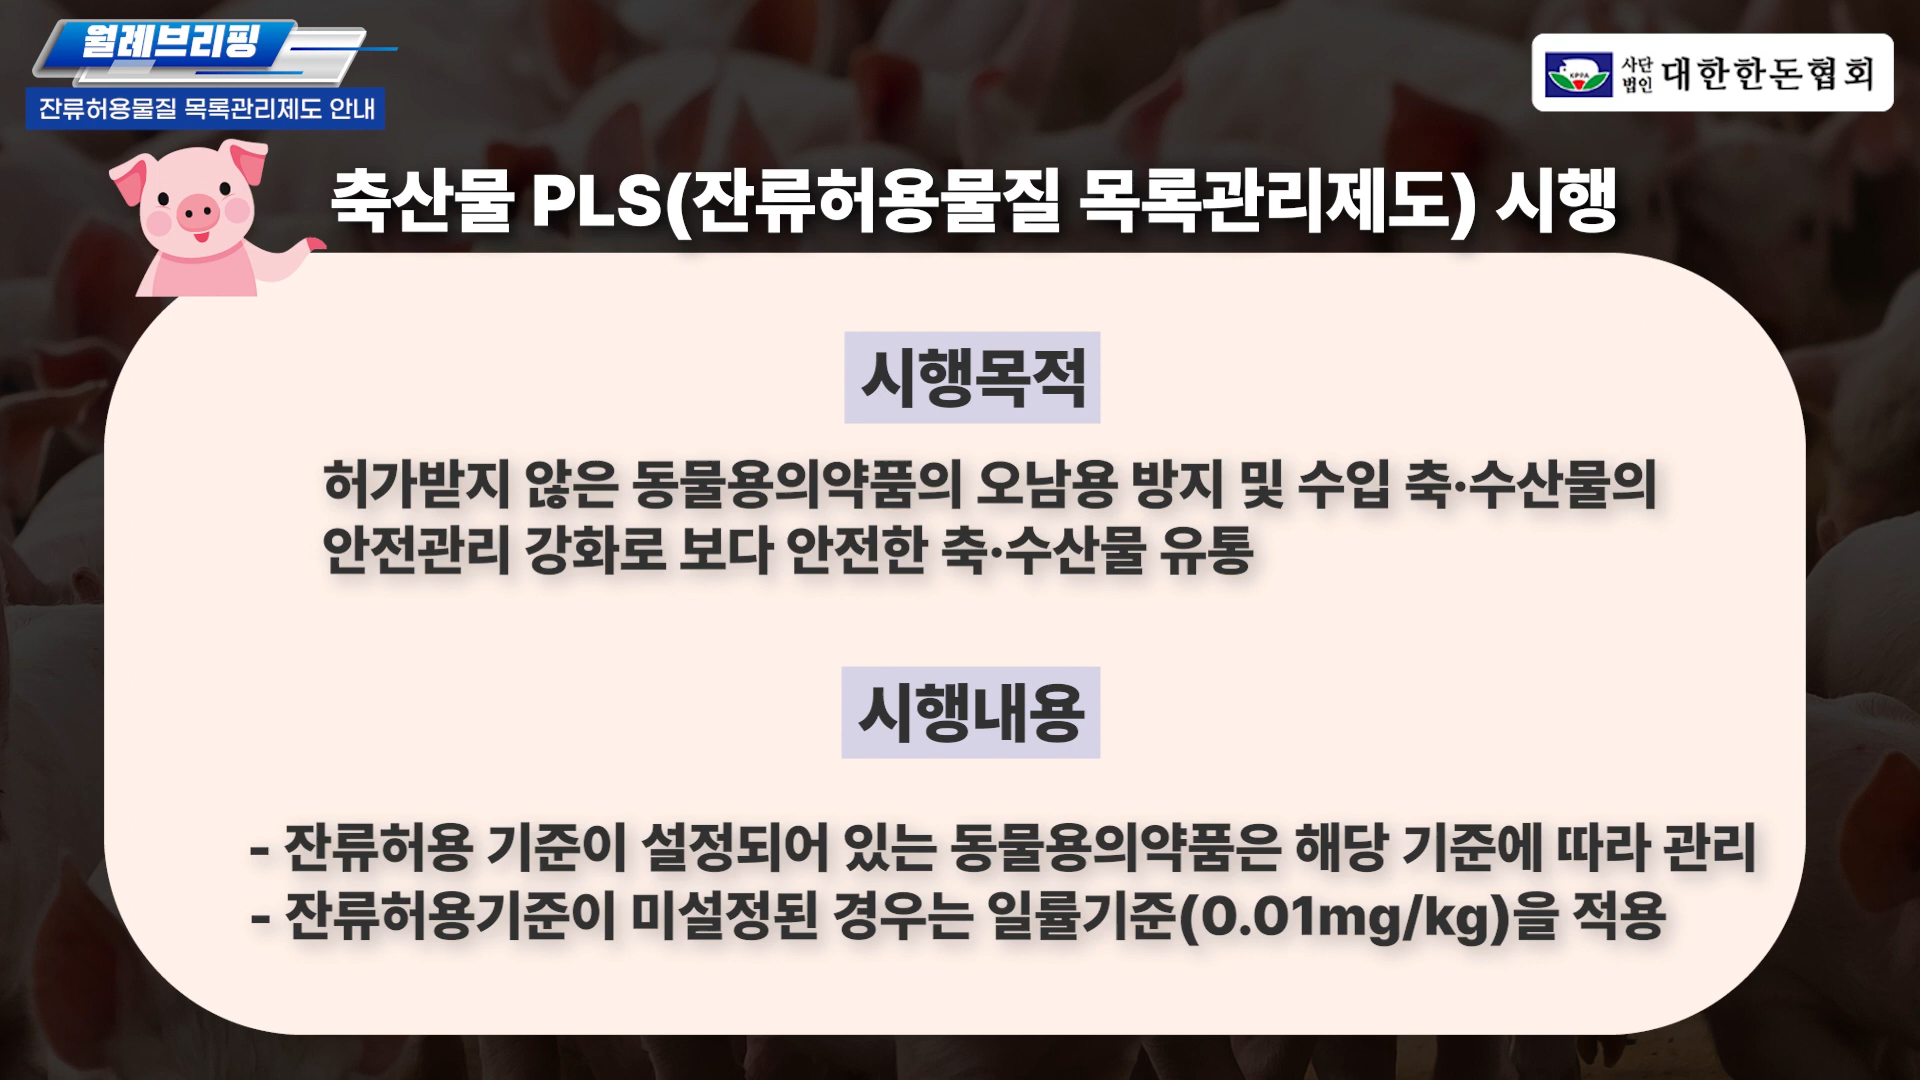 월례브리핑
잔류허용물질 목록관리제도 안내
KPPA
사단
법인
대한한돈협회
축산물 PLS(잔류허용물질 목록관리제도) 시행
시행목적
허가받지 않은 동물용의약품의 오남용 방지 및 수입 축·수산물의
안전관리 강화로 보다 안전한 축·수산물 유통
시행내용
- 잔류허용 기준이 설정되어 있는 동물용의약품은 해당 기준에 따라 관리
- 잔류허용기준이 미설정된 경우는 일률기준(0.01mg/kg)을 적용